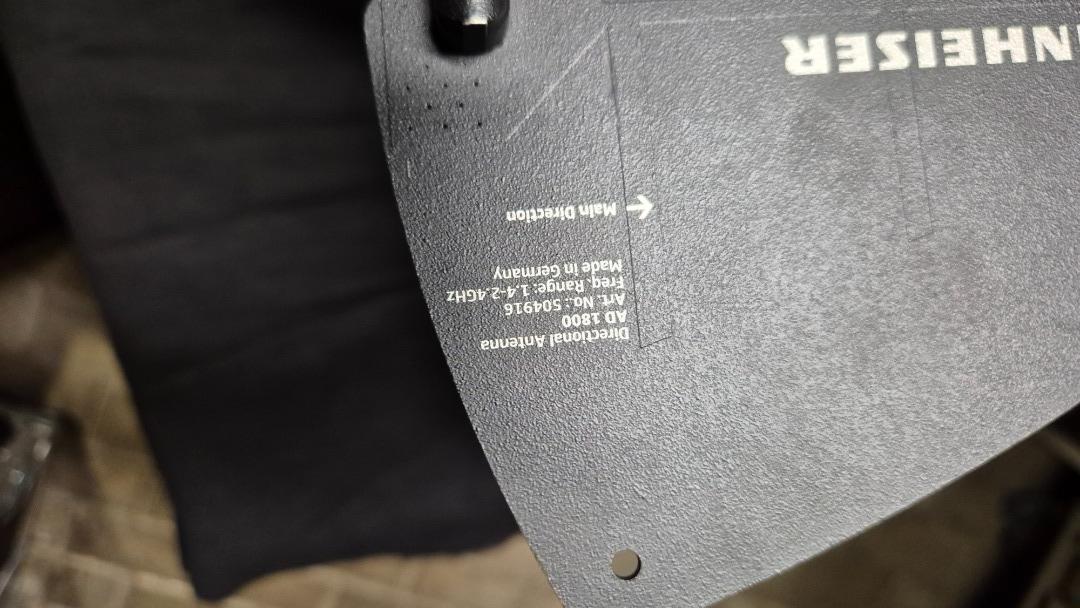 Directional Antenna
AD 1800
Art. No.: 504916
Freq. Range: 1.4-2.4GHz
Made in Germany
→ Main Direction
NHEISER